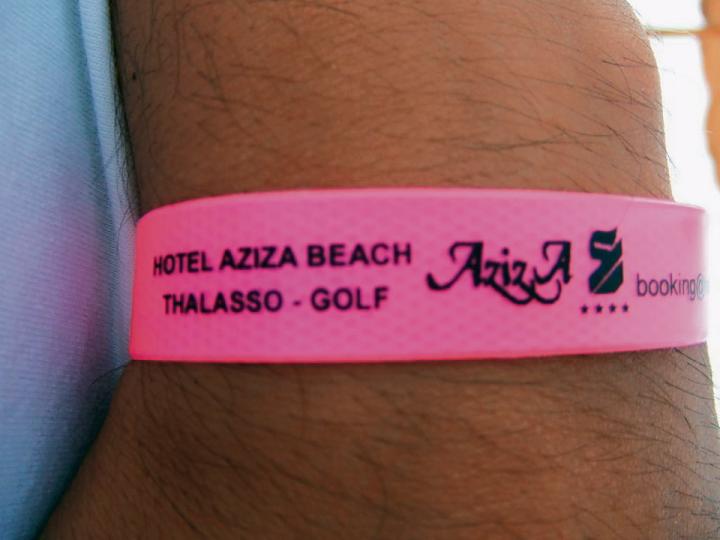 HOTEL AZIZA BEACH
THALASSO - GOLF
AzizA
booking@